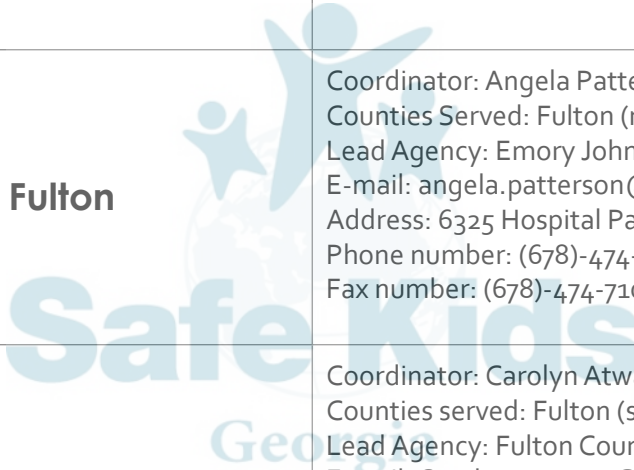 Fulton
Coordinator: Angela Patte
Counties Served: Fulton (
Lead Agency: Emory John
E-mail: angela.patterson@
Address: 6325 Hospital Pa
Phone number: (678)-474-
Fax number: (678)-474-71
Safe Kids
Coordinator: Carolyn Atw
Counties served: Fulton (s
Georgia
Lead Agency: Fulton Coun